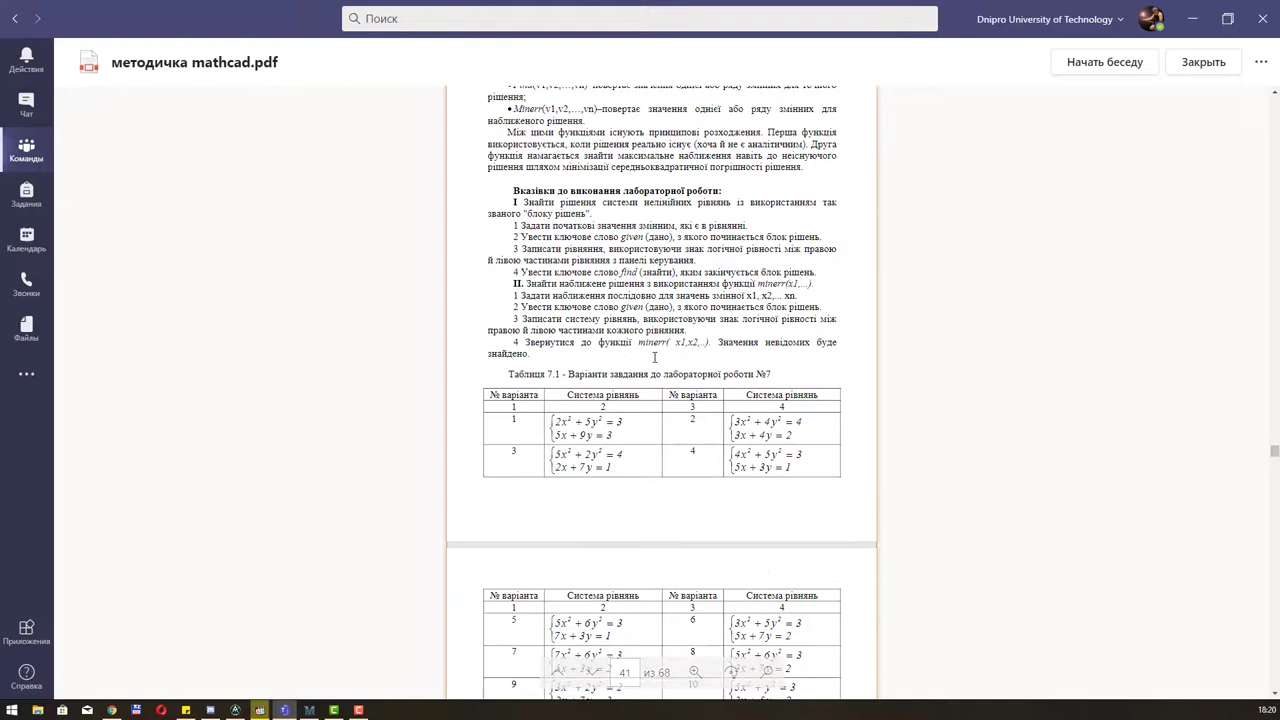 Поиск
Dnipro University of Technology
методичка mathcad.pdf
Начать беседу
Закрыть
Действия
Чат
Команды
Задания
Календарь
Звонки
Файлы
Приложения
Справка
рішення;
•Minerr(v1,v2,…,vn)–повертає значення однієї або ряду змінних для
наближеного рішення.
Між цими функціями існують принципові розходження. Перша функція
використовується, коли рішення реально існує (хоча й не є аналітичним). Друга
функція намагається знайти максимальне наближення навіть до неіснуючого
рішення шляхом мінімізації середньоквадратичної погрішності рішення.
Вказівки до виконання лабораторної роботи:
I Знайти рішення системи нелінійних рівнянь із використанням так
званого "блоку рішень".
1 Задати початкові значення змінним, які є в рівнянні.
2 Увести ключове слово given (дано), з якого починається блок рішень.
3 Записати рівняння, використовуючи знак логічної рівності між правою
й лівою частинами рівняння з панелі керування.
4 Увести ключове слово find (знайти), яким закінчується блок рішень.
II. Знайти наближене рішення з використанням функції minerr(x1,...).
1 Задати наближення послідовно для значень змінної x1, x2,... xn.
2 Увести ключове слово given (дано), з якого починається блок рішень.
3 Записати систему рівнянь, використовуючи знак логічної рівності між
правою й лівою частинами кожного рівняння.
4 Звернутися до функції minerr( x1,x2,..). Значення невідомих буде
знайдено.
Таблиця 7.1 - Варіанти завдання до лабораторної роботи №7
№ варіанта Система рівнянь № варіанта Система рівнянь
1 2 3 4
1 2x² + 5y² = 3 2 3x² + 4y² = 4
5x + 9y = 3 3x + 4y = 2
3 5x² + 2y² = 4 4 4x² + 5y² = 3
2x + 7y = 1 5x + 3y = 1
№ варіанта Система рівнянь № варіанта Система рівнянь
1 2 3 4
5 5x² + 6y² = 3 6 3x² + 5y² = 3
7x + 3y = 1 5x + 7y = 2
7 7x² + 6y² = 3 8 5x² + 6y² = 3
9 10
41 из 68
18:20